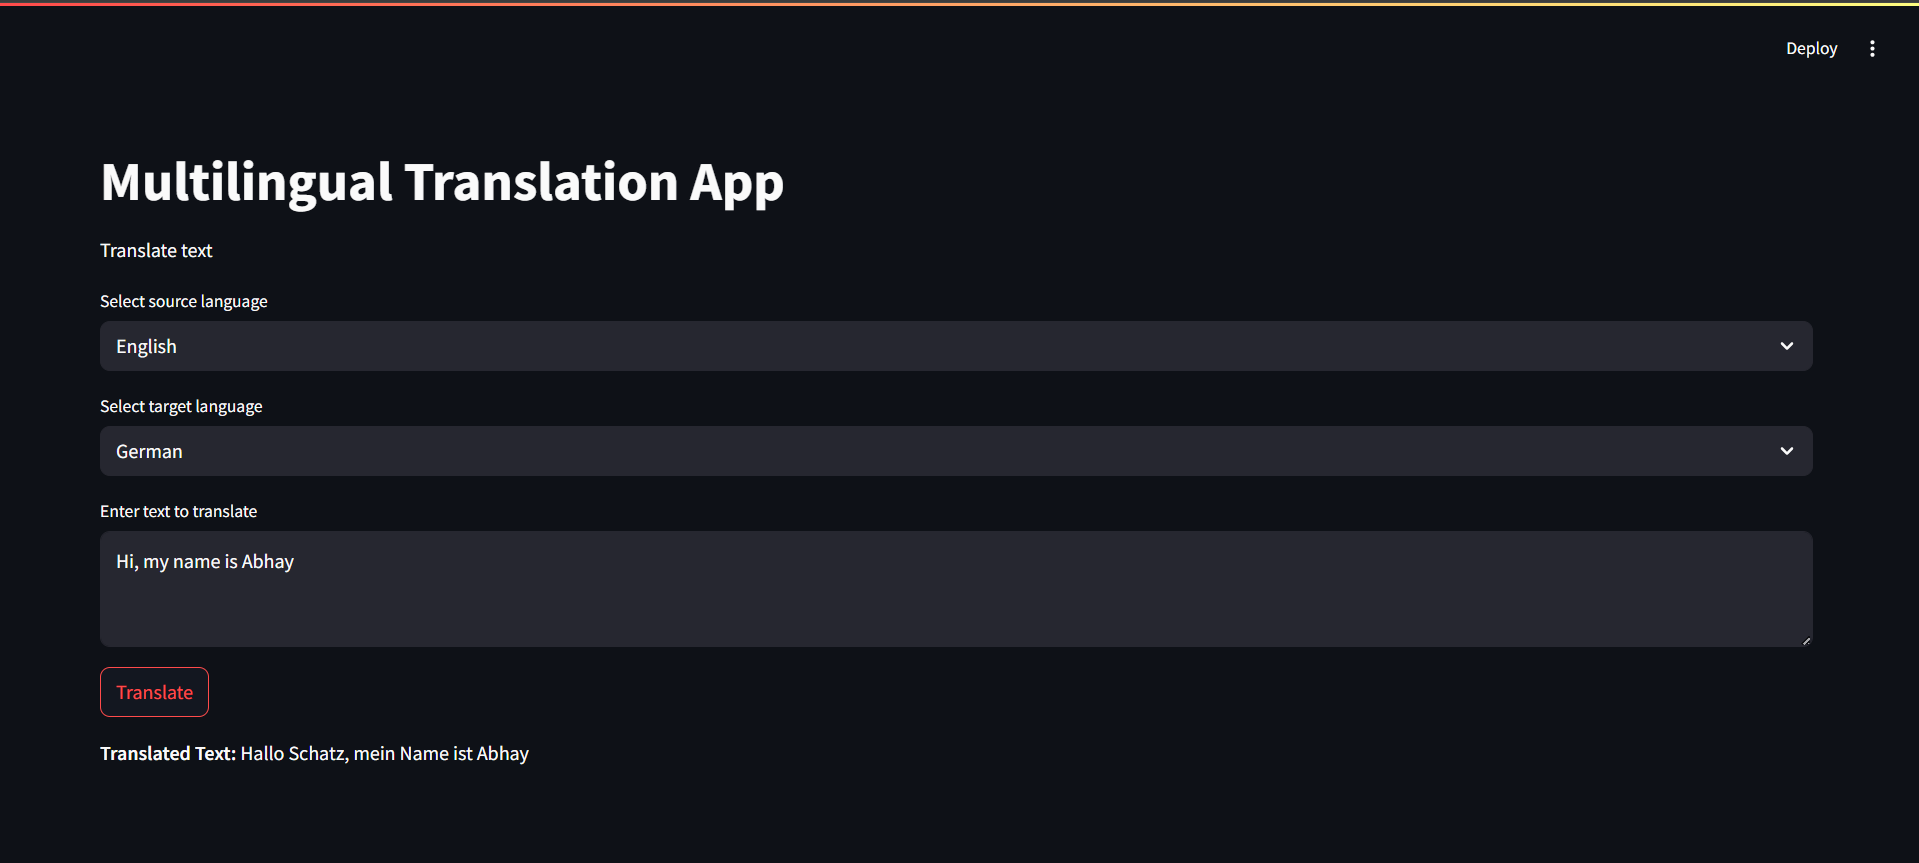 Deploy
Multilingual Translation App
Translate text
Select source language
English
Select target language
German
Enter text to translate
Hi, my name is Abhay
Translate
Translated Text: Hallo Schatz, mein Name ist Abhay